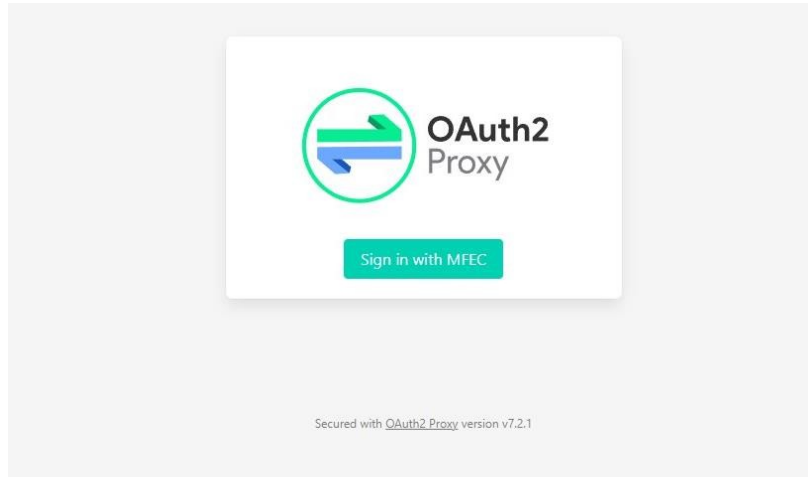 OAuth2
Proxy
Sign in with MFEC
Secured with OAuth2 Proxy version v7.2.1